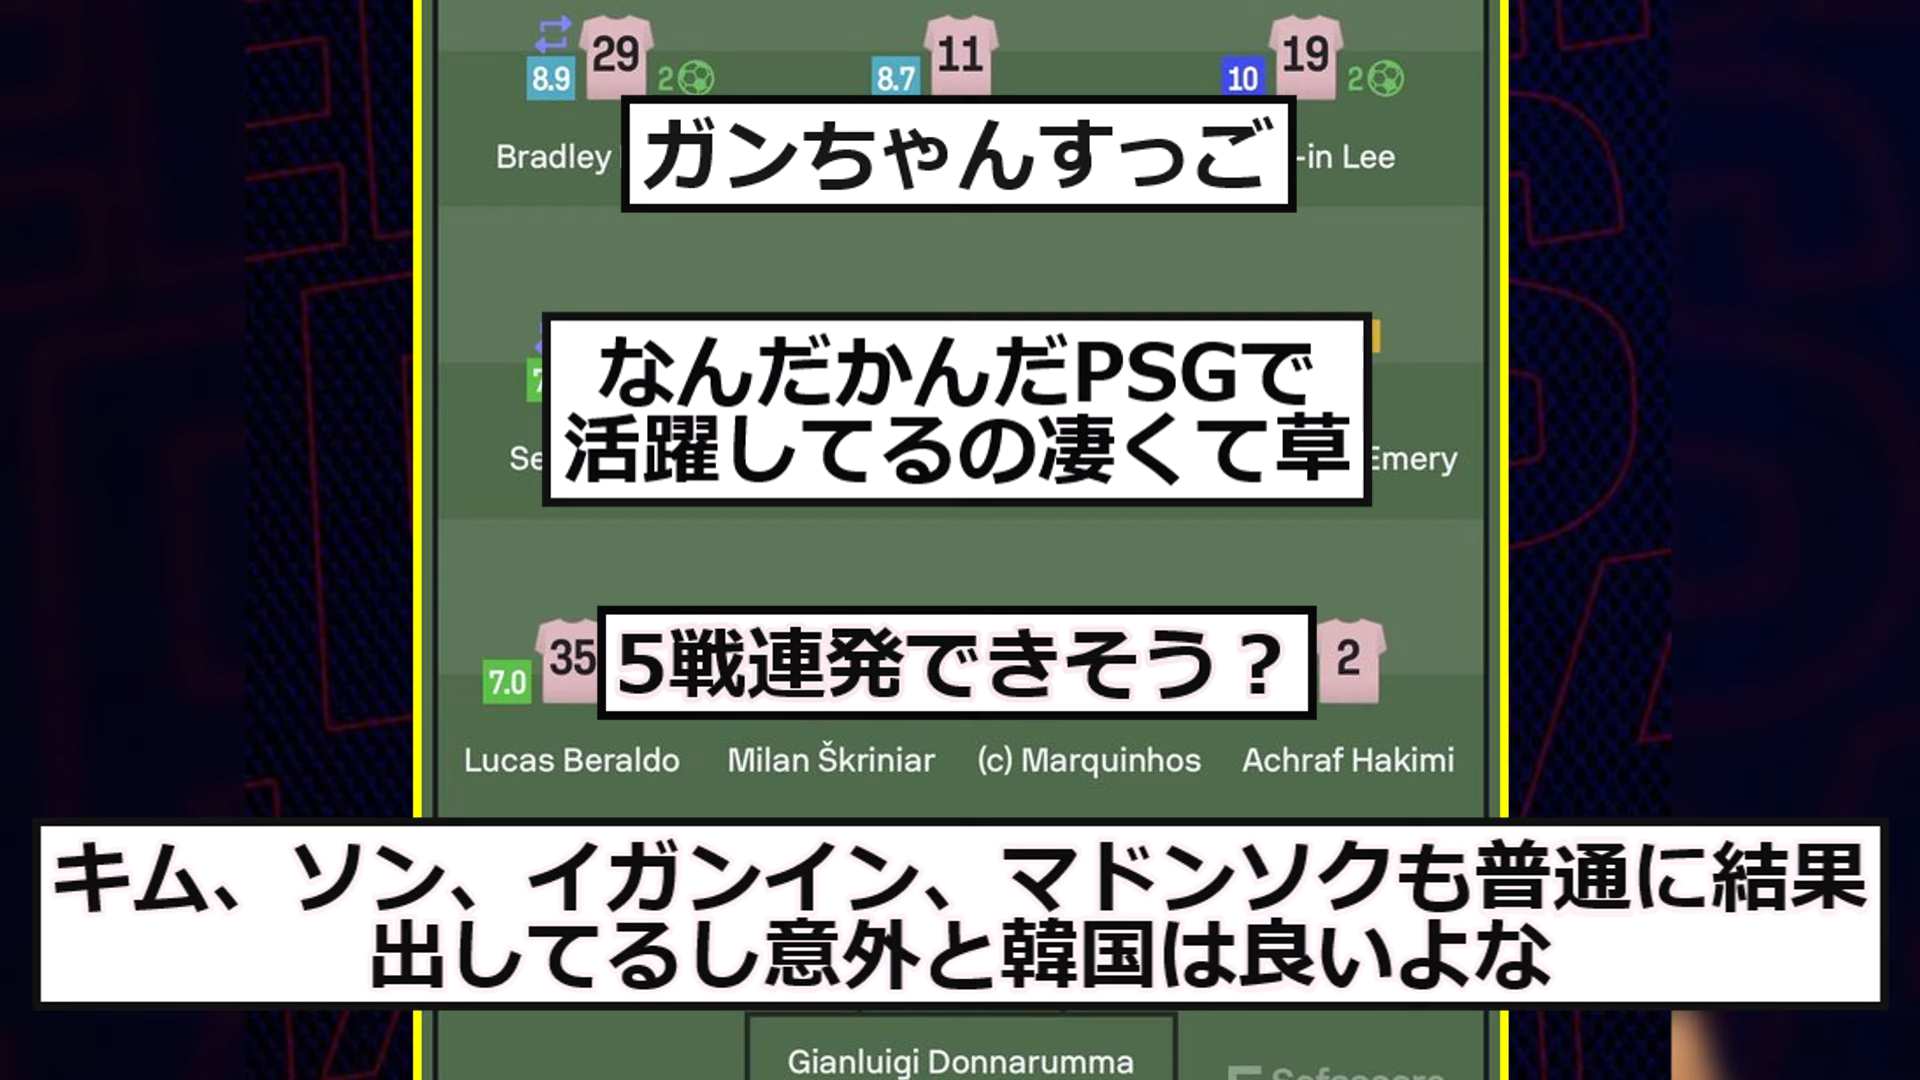 29 11 19
8.9 2 8.7 10 2
Bradley -in Lee
ガンちゃんすっご
なんだかんだPSGで
活躍してるの凄くて草
Emery
35 2
7.0
5戦連発できそう？
Lucas Beraldo Milan Škriniar (c) Marquinhos Achraf Hakimi
キム、ソン、イガンイン、マドンソクも普通に結果
出してるし意外と韓国は良いよな
Gianluigi Donnarumma